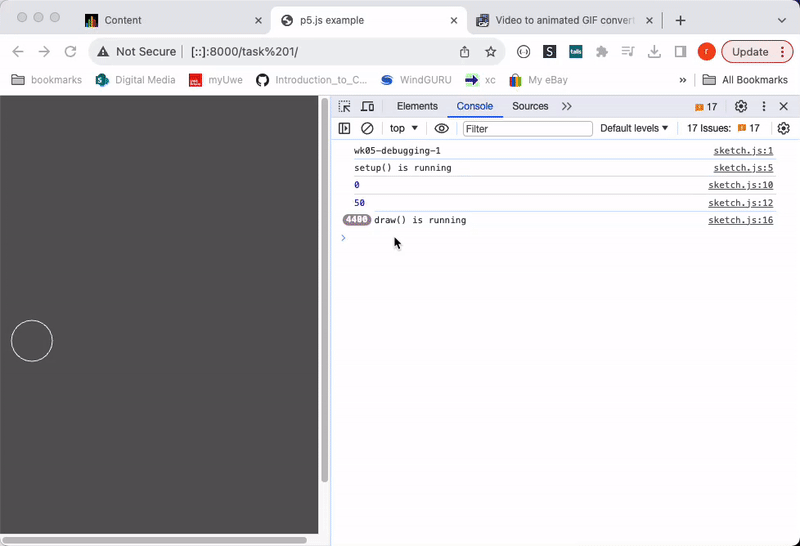 Content
p5.js example
Video to animated GIF convert
Not Secure [::]:8000/task%201/
S
tails
r
Update
bookmarks Digital Media myUwe Introduction_to_C... WindGURU xc My eBay » All Bookmarks
Elements Console Sources » 17
top Filter Default levels 17 Issues: 17
wk05-debugging-1 sketch.js:1
setup() is running sketch.js:5
0 sketch.js:10
50 sketch.js:12
4400 draw() is running sketch.js:16